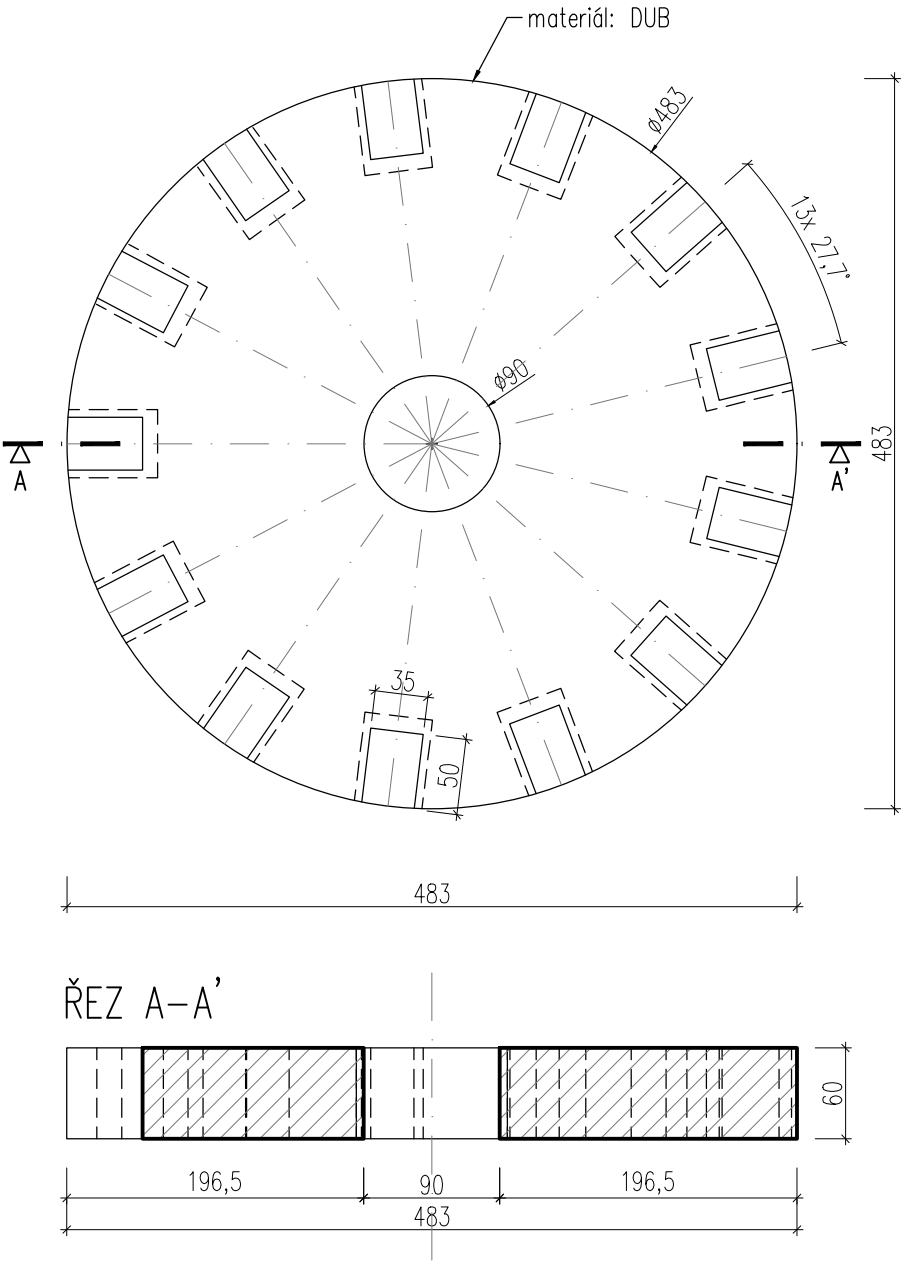 materiál: DUB
ø483
13x 27,7°
ø90
A
A'
483
35
50
483
ŘEZ A-A'
60
196,5
90
196,5
483